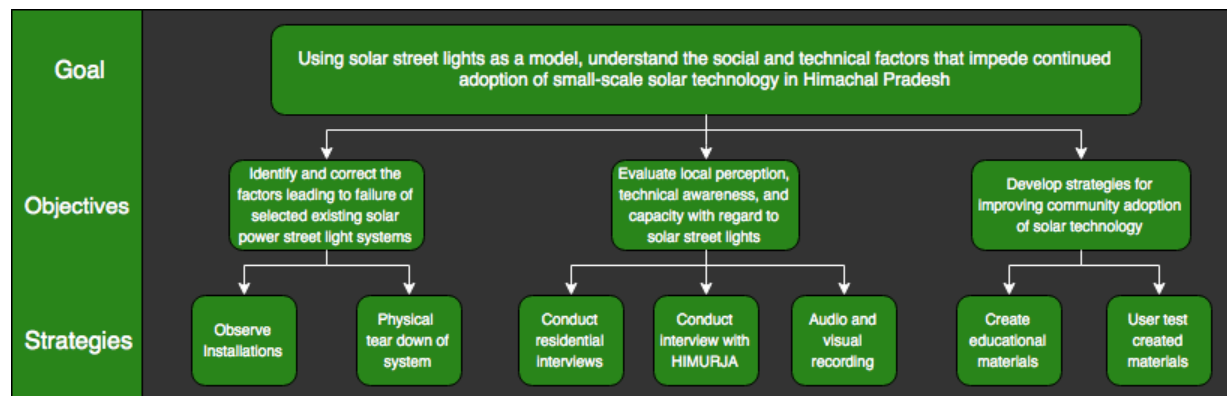 Goal
Using solar street lights as a model, understand the social and technical factors that impede continued
adoption of small-scale solar technology in Himachal Pradesh
Objectives
Identify and correct the
factors leading to failure of
selected existing solar
power street light systems
Evaluate local perception,
technical awareness, and
capacity with regard to
solar street lights
Develop strategies for
improving community adoption
of solar technology
Strategies
Observe
Installations
Physical
tear down of
system
Conduct
residential
interviews
Conduct
interview with
HIMURJA
Audio and
visual
recording
Create
educational
materials
User test
created
materials